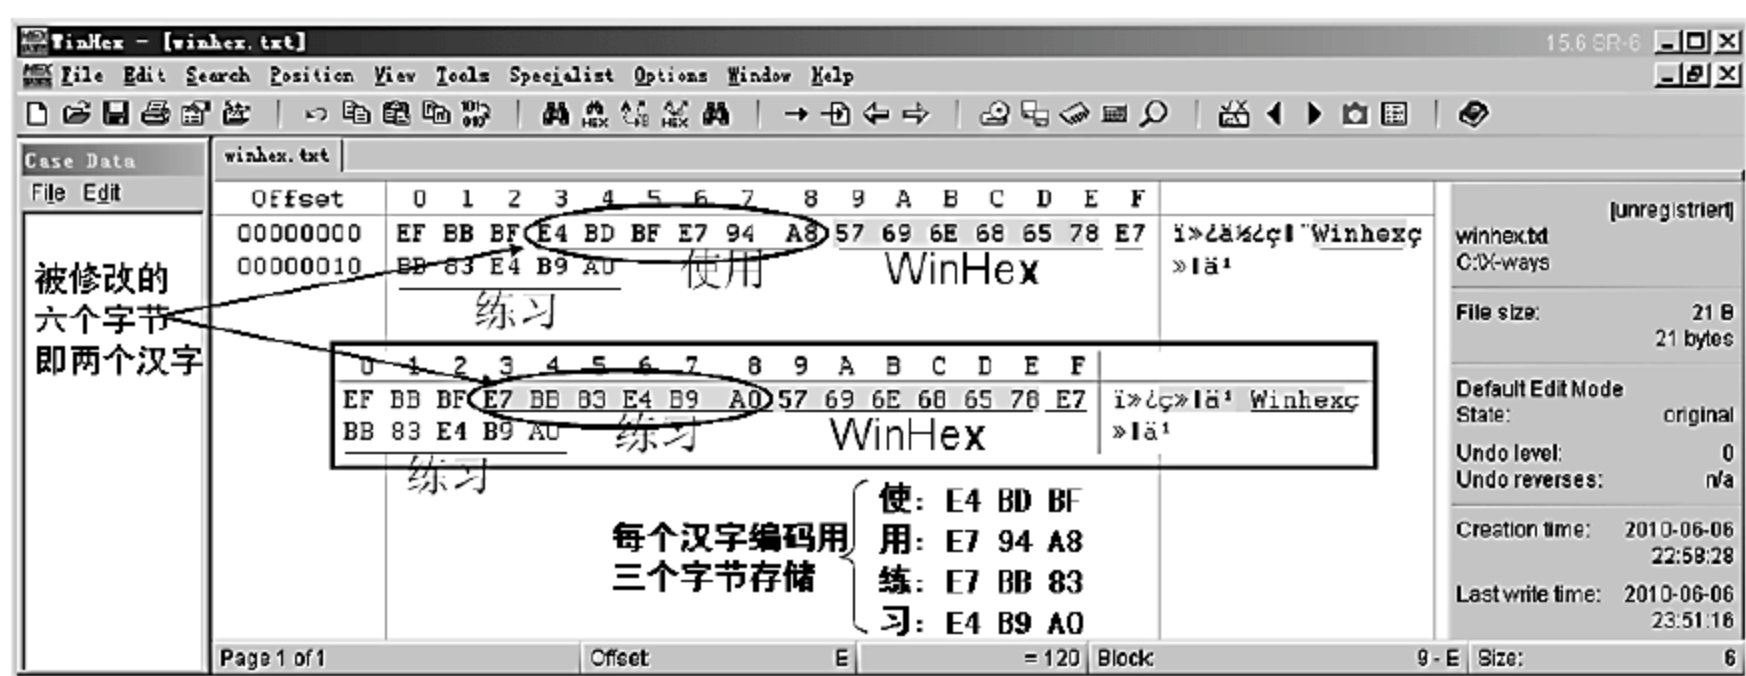 WinHex - [winhex.txt]
15.6 SR-6
File Edit Search Position View Tools Specialist Options Window Help
Case Data
File Edit
winhex.txt
Offset 0 1 2 3 4 5 6 7 8 9 A B C D E F
00000000 EF BB BF E4 BD BF E7 94 A8 57 69 6E 68 65 78 E7 ï»¿ä½¿ç‖¨Winhexç
00000010 BB 83 E4 B9 A0 »‖ä¹
使用 WinHex
练习
被修改的
六个字节
即两个汉字
0 1 2 3 4 5 6 7 8 9 A B C D E F
EF BB BF E7 BB 83 E4 B9 A0 57 69 6E 68 65 78 E7 ï»¿ç»‖ä¹ Winhexç
BB 83 E4 B9 A0 »‖ä¹
练习 WinHex
练习
每个汉字编码用
三个字节存储
使: E4 BD BF
用: E7 94 A8
练: E7 BB 83
习: E4 B9 A0
[unregistriert]
winhex.txt
C:\X-ways
File size: 21 B
21 bytes
Default Edit Mode
State: original
Undo level: 0
Undo reverses: n/a
Creation time: 2010-06-06
22:58:28
Last write time: 2010-06-06
23:51:16
Page 1 of 1 Offset: E = 120 Block: 9 - E Size: 6